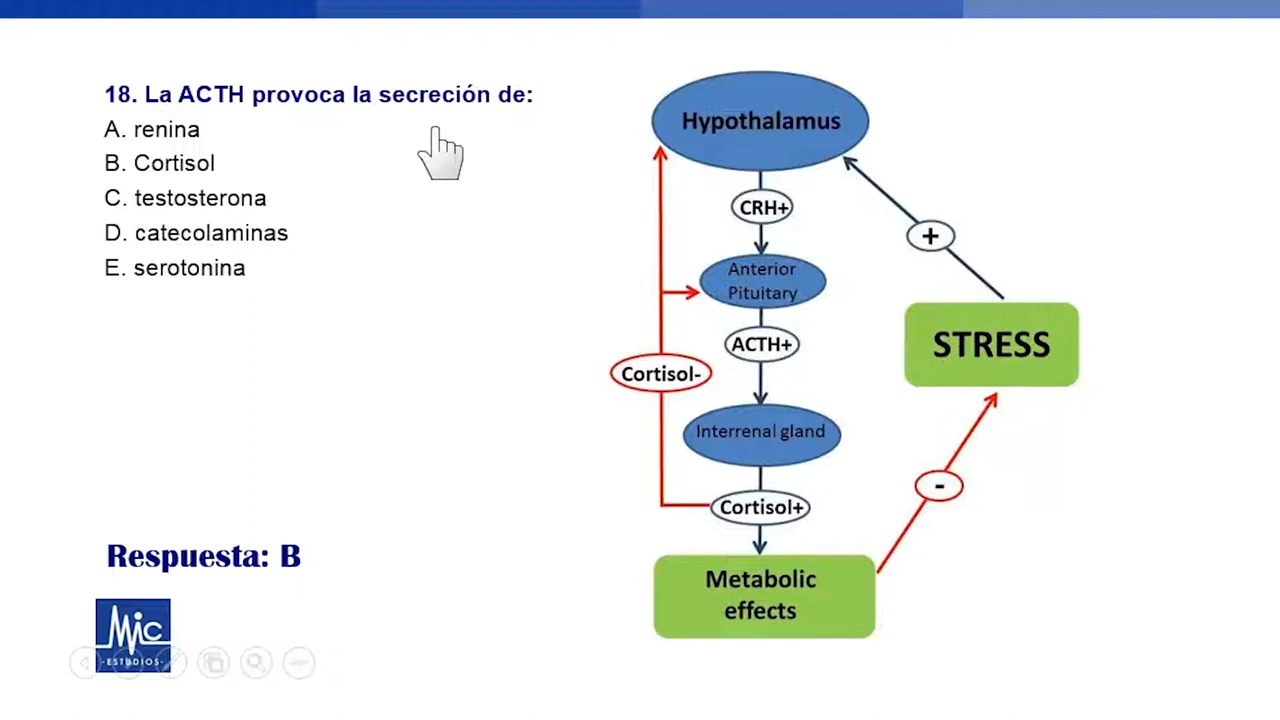 18. La ACTH provoca la secreción de:
A. renina
B. Cortisol
C. testosterona
D. catecolaminas
E. serotonina
Respuesta: B
Mic
·ESTUDIOS·
Hypothalamus
CRH+
+
Anterior
Pituitary
ACTH+
STRESS
Cortisol-
Interrenal gland
-
Cortisol+
Metabolic
effects